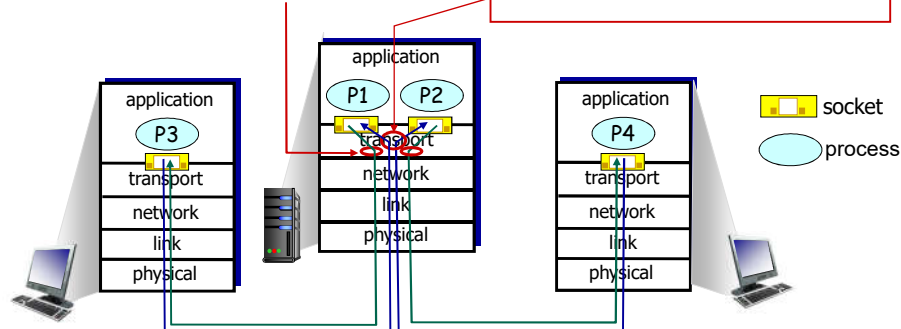 application
P1 P2
transport
network
link
physical
application
P3
transport
network
link
physical
application
P4
transport
network
link
physical
socket
process